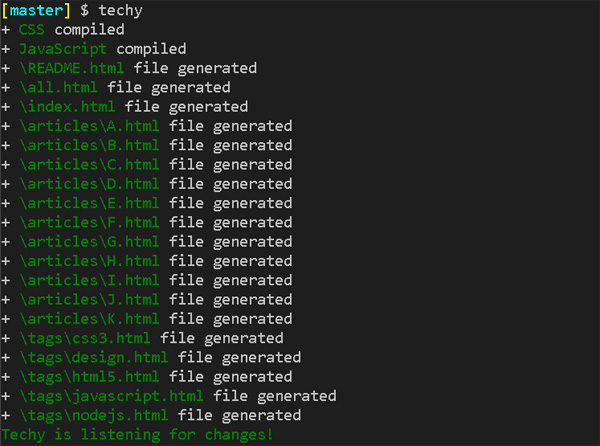 [master] $ techy
+ CSS compiled
+ JavaScript compiled
+ \README.html file generated
+ \all.html file generated
+ \index.html file generated
+ \articles\A.html file generated
+ \articles\B.html file generated
+ \articles\C.html file generated
+ \articles\D.html file generated
+ \articles\E.html file generated
+ \articles\F.html file generated
+ \articles\G.html file generated
+ \articles\H.html file generated
+ \articles\I.html file generated
+ \articles\J.html file generated
+ \articles\K.html file generated
+ \tags\css3.html file generated
+ \tags\design.html file generated
+ \tags\html5.html file generated
+ \tags\javascript.html file generated
+ \tags\nodejs.html file generated
Techy is listening for changes!